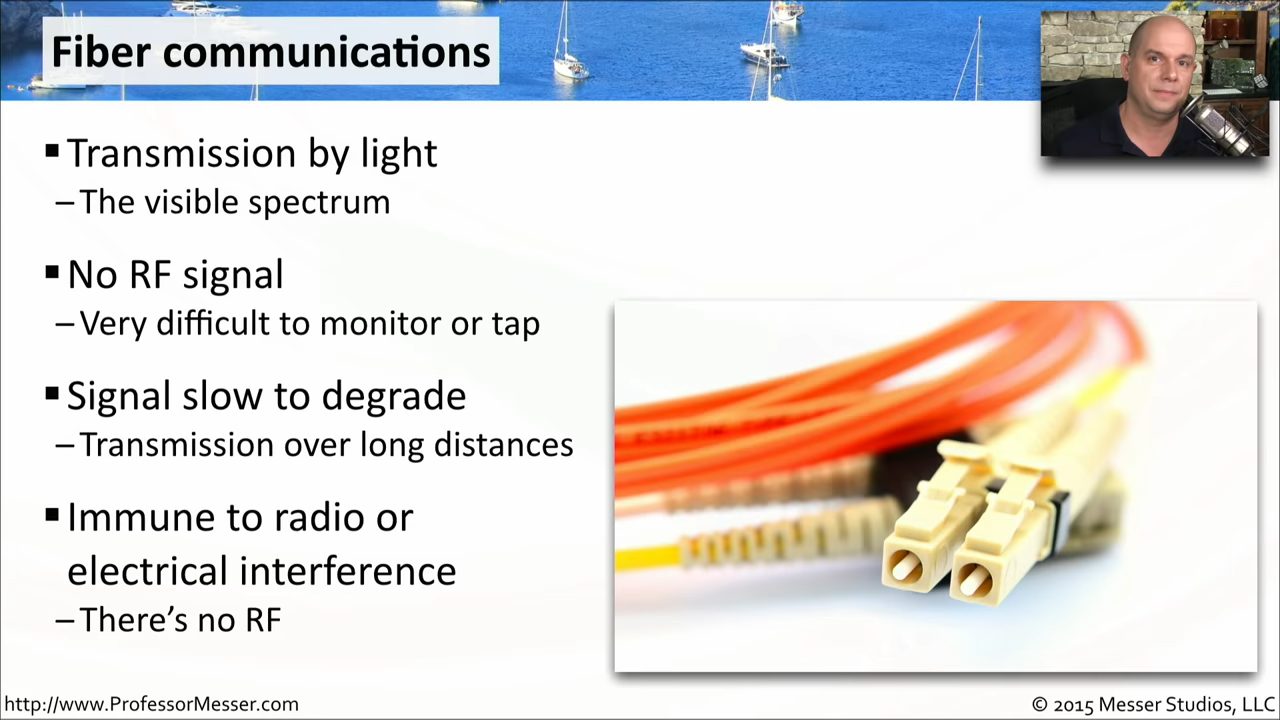 Fiber communications
▪ Transmission by light
– The visible spectrum
▪ No RF signal
– Very difficult to monitor or tap
▪ Signal slow to degrade
– Transmission over long distances
▪ Immune to radio or
electrical interference
– There’s no RF
http://www.ProfessorMesser.com
© 2015 Messer Studios, LLC